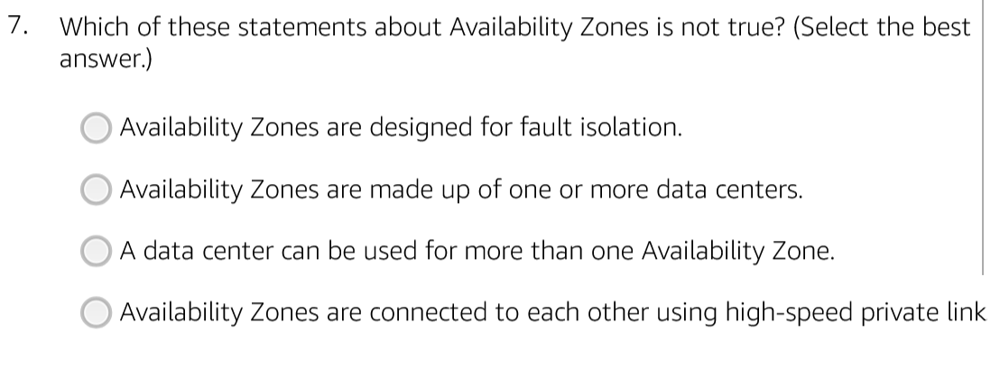 7. Which of these statements about Availability Zones is not true? (Select the best
answer.)
Availability Zones are designed for fault isolation.
Availability Zones are made up of one or more data centers.
A data center can be used for more than one Availability Zone.
Availability Zones are connected to each other using high-speed private link